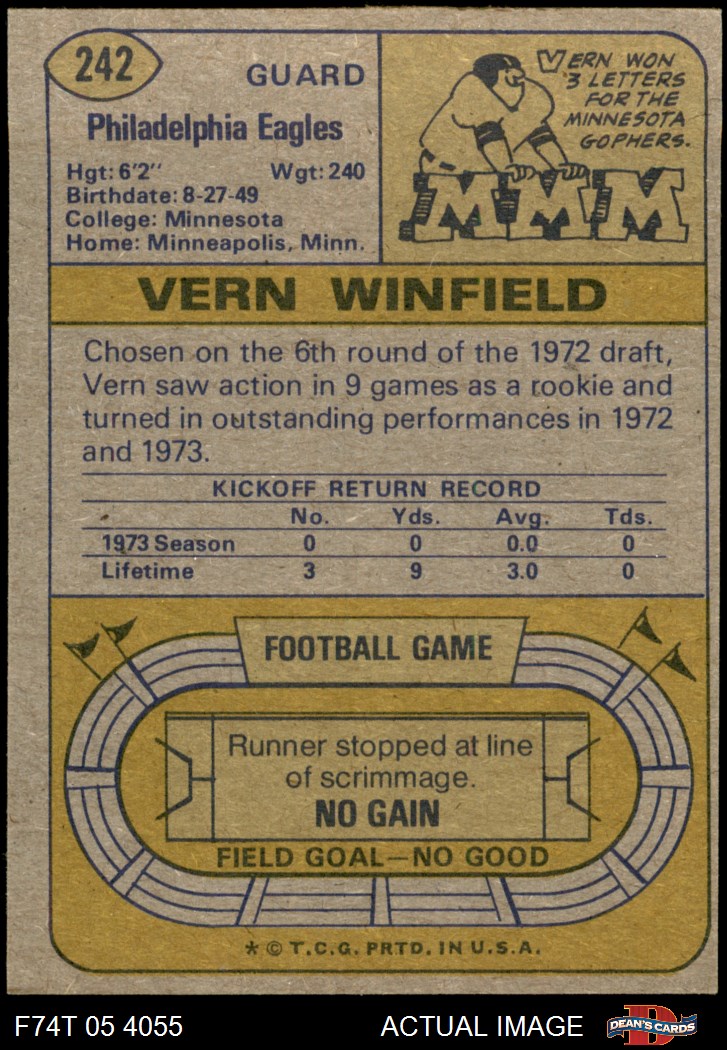 242
GUARD
Philadelphia Eagles
Hgt: 6'2" Wgt: 240
Birthdate: 8-27-49
College: Minnesota
Home: Minneapolis, Minn.
VERN WON
3 LETTERS
FOR THE
MINNESOTA
GOPHERS.
MMM
VERN WINFIELD
Chosen on the 6th round of the 1972 draft,
Vern saw action in 9 games as a rookie and
turned in outstanding performances in 1972
and 1973.
KICKOFF RETURN RECORD
No. Yds. Avg. Tds.
1973 Season 0 0 0.0 0
Lifetime 3 9 3.0 0
FOOTBALL GAME
Runner stopped at line
of scrimmage.
NO GAIN
FIELD GOAL—NO GOOD
* © T.C.G. PRTD. IN U.S.A.
F74T 05 4055 ACTUAL IMAGE D DEAN'S CARDS